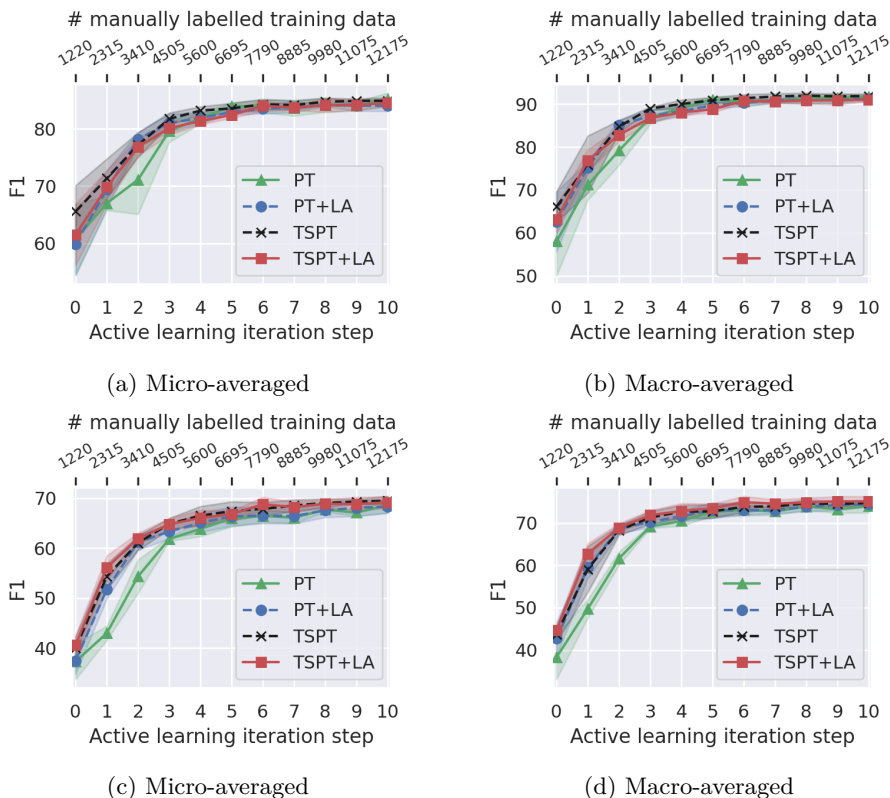 # manually labelled training data
1220 2315 3410 4505 5600 6695 7790 8885 9980 11075 12175
80
70
60
F1
PT
PT+LA
TSPT
TSPT+LA
0 1 2 3 4 5 6 7 8 9 10
Active learning iteration step
(a) Micro-averaged
# manually labelled training data
1220 2315 3410 4505 5600 6695 7790 8885 9980 11075 12175
90
80
70
60
50
F1
PT
PT+LA
TSPT
TSPT+LA
0 1 2 3 4 5 6 7 8 9 10
Active learning iteration step
(b) Macro-averaged
# manually labelled training data
1220 2315 3410 4505 5600 6695 7790 8885 9980 11075 12175
70
60
50
40
F1
PT
PT+LA
TSPT
TSPT+LA
0 1 2 3 4 5 6 7 8 9 10
Active learning iteration step
(c) Micro-averaged
# manually labelled training data
1220 2315 3410 4505 5600 6695 7790 8885 9980 11075 12175
70
60
50
40
F1
PT
PT+LA
TSPT
TSPT+LA
0 1 2 3 4 5 6 7 8 9 10
Active learning iteration step
(d) Macro-averaged